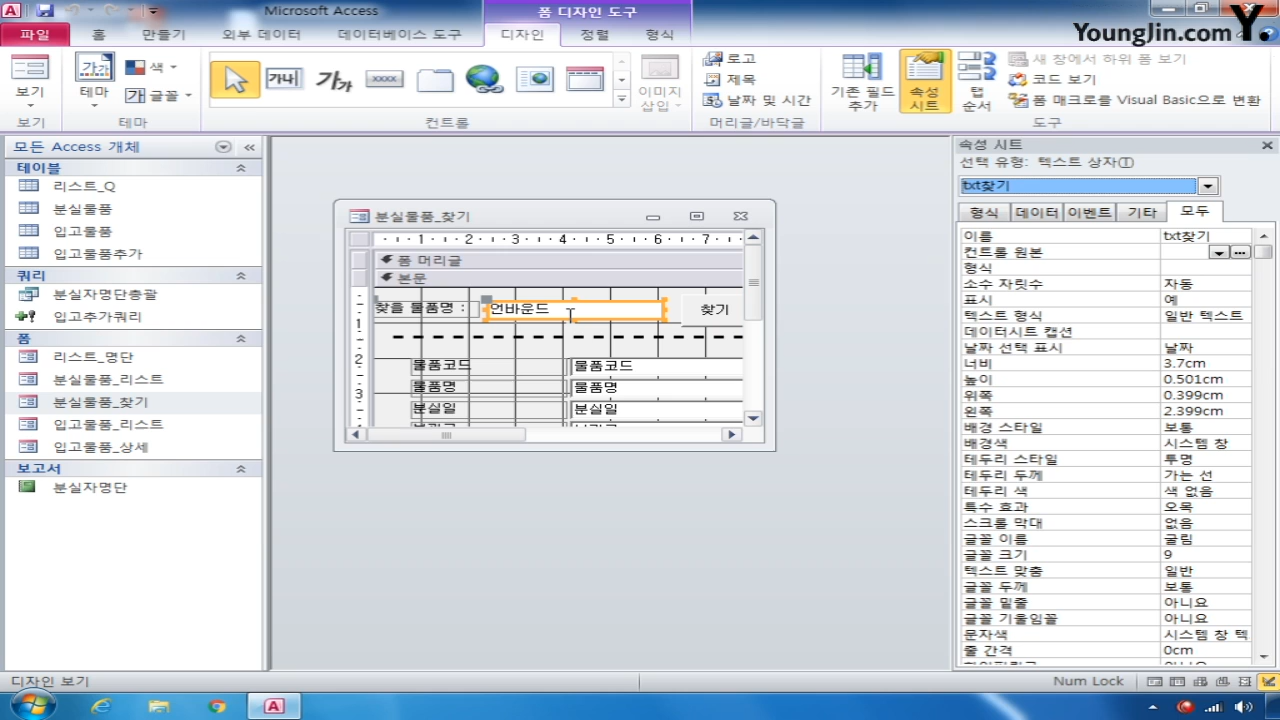 Microsoft Access
폼 디자인 도구
YoungJin.com Y.
파일 홈 만들기 외부 데이터 데이터베이스 도구 디자인 정렬 형식
보기
테마
색
가 글꼴
가나
가가
xxxx
이미지 삽입
로고
제목
날짜 및 시간
기존 필드 추가
속성 시트
탭 순서
새 창에서 하위 폼 보기
코드 보기
폼 매크로를 Visual Basic으로 변환
보기 테마 컨트롤 머리글/바닥글 도구
모든 Access 개체
테이블
리스트_Q
분실물품
입고물품
입고물품추가
쿼리
분실자명단총괄
입고추가쿼리
폼
리스트_명단
분실물품_리스트
분실물품_찾기
입고물품_리스트
입고물품_상세
보고서
분실자명단
분실물품_찾기
1 2 3 4 5 6 7
폼 머리글
본문
찾을 물품명 : 언바운드 찾기
1
2
물품코드 물품코드
물품명 물품명
3
분실일 분실일
속성 시트
선택 유형: 텍스트 상자(T)
txt찾기
형식 데이터 이벤트 기타 모두
이름 txt찾기
컨트롤 원본
형식
소수 자릿수 자동
표시 예
텍스트 형식 일반 텍스트
데이터시트 캡션
날짜 선택 표시 날짜
너비 3.7cm
높이 0.501cm
위쪽 0.399cm
왼쪽 2.399cm
배경 스타일 보통
배경색 시스템 창
테두리 스타일 투명
테두리 두께 가는 선
테두리 색 색 없음
특수 효과 오목
스크롤 막대 없음
글꼴 이름 굴림
글꼴 크기 9
텍스트 맞춤 일반
글꼴 두께 보통
글꼴 밑줄 아니요
글꼴 기울임꼴 아니요
문자색 시스템 창 텍
줄 간격 0cm
디자인 보기
Num Lock